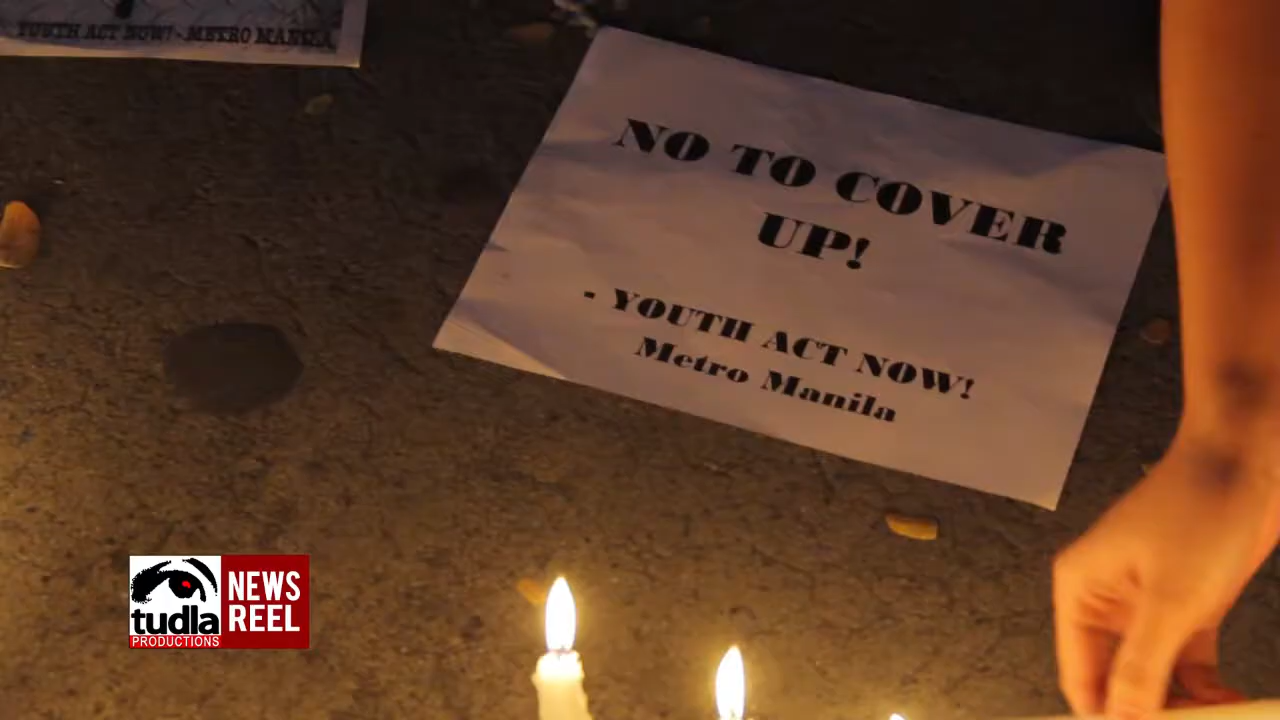 YOUTH ACT NOW! - METRO MANILA
NO TO COVER
UP!
- YOUTH ACT NOW!
Metro Manila
tudla
PRODUCTIONS
NEWS
REEL